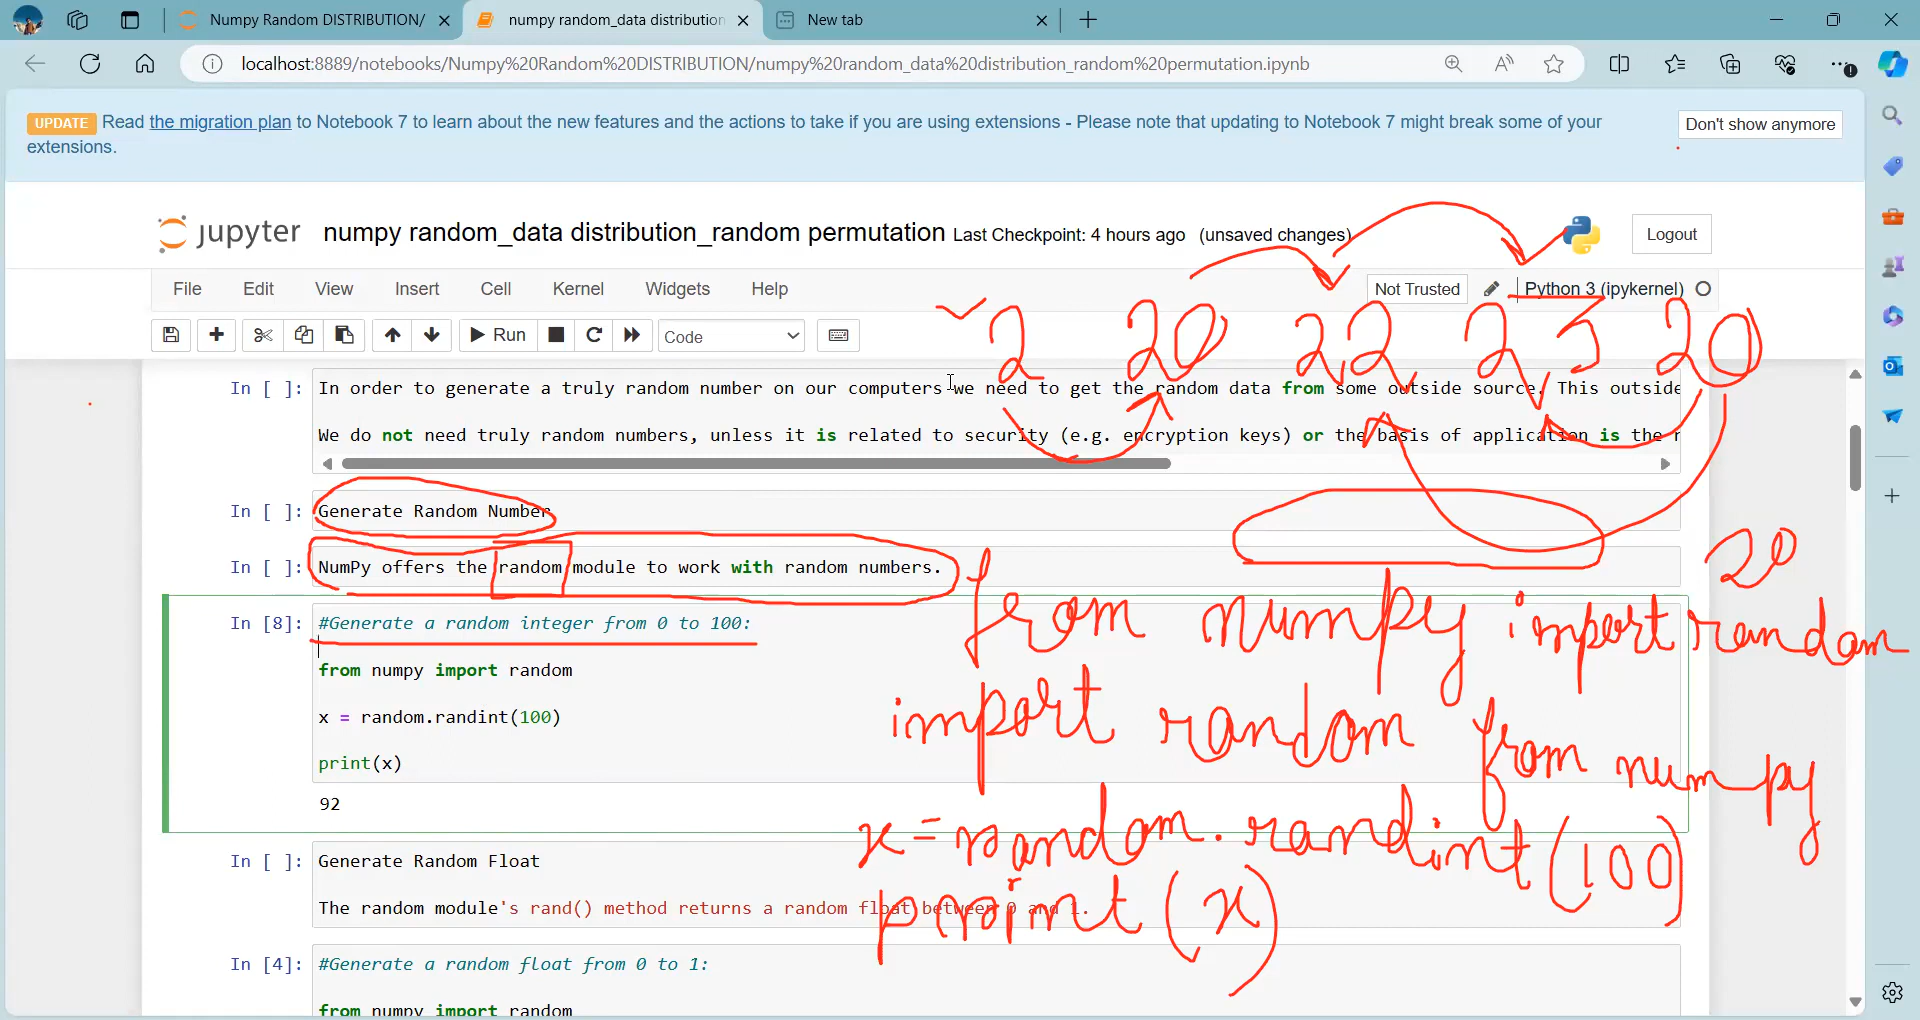 Numpy Random DISTRIBUTION/
numpy random_data distribution
New tab
localhost:8889/notebooks/Numpy%20Random%20DISTRIBUTION/numpy%20random_data%20distribution_random%20permutation.ipynb
UPDATE Read the migration plan to Notebook 7 to learn about the new features and the actions to take if you are using extensions - Please note that updating to Notebook 7 might break some of your
extensions.
Don't show anymore
jupyter numpy random_data distribution_random permutation Last Checkpoint: 4 hours ago (unsaved changes)
Logout
File Edit View Insert Cell Kernel Widgets Help
Not Trusted
Python 3 (ipykernel)
Run
Code
2 20 22 23 20
In [ ]: In order to generate a truly random number on our computers we need to get the random data from some outside source. This outside
We do not need truly random numbers, unless it is related to security (e.g. encryption keys) or the basis of application is the r
In [ ]: Generate Random Number
20
In [ ]: NumPy offers the random module to work with random numbers.
from numpy import random
In [8]: #Generate a random integer from 0 to 100:
from numpy import random
import random from numpy
x = random.randint(100)
print(x)
x = random.randint(100)
92
print(x)
In [ ]: Generate Random Float
The random module's rand() method returns a random float between 0 and 1.
In [4]: #Generate a random float from 0 to 1:
from numpy import random